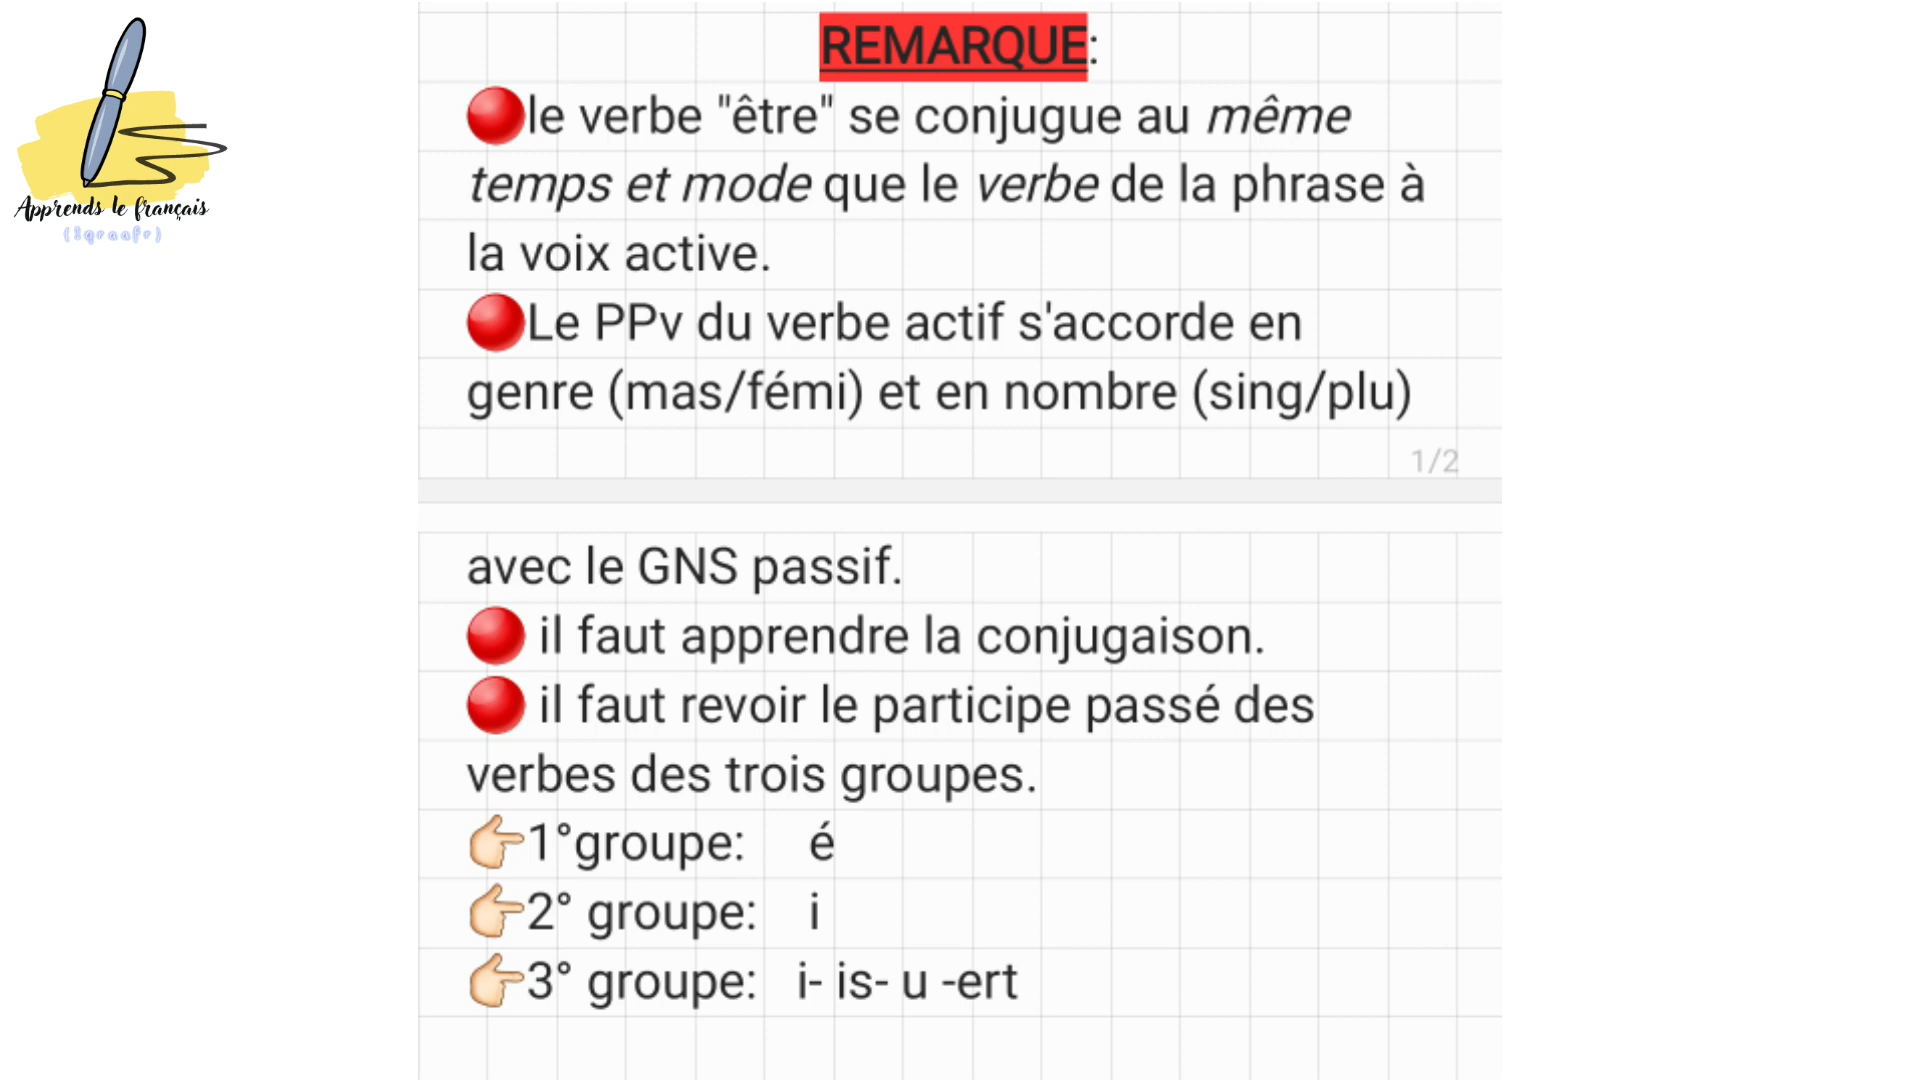 Apprends le français
(Iqraafr)
REMARQUE:
🔴le verbe "être" se conjugue au même
temps et mode que le verbe de la phrase à
la voix active.
🔴Le PPv du verbe actif s'accorde en
genre (mas/fémi) et en nombre (sing/plu)
1/2
avec le GNS passif.
🔴 il faut apprendre la conjugaison.
🔴 il faut revoir le participe passé des
verbes des trois groupes.
👉1°groupe: é
👉2° groupe: i
👉3° groupe: i- is- u -ert